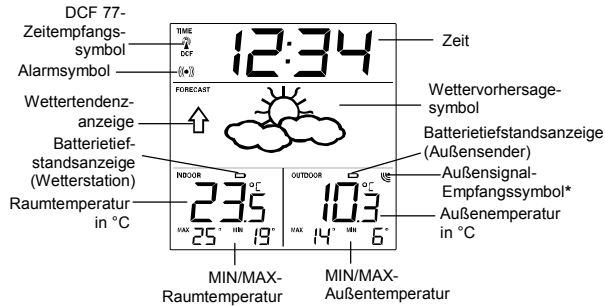 DCF 77-
Zeitempfangs-
symbol
Alarmsymbol
Wettertendenz-
anzeige
Batterietief-
standsanzeige
(Wetterstation)
Raumtemperatur
in °C
TIME
DCF
12:34
FORECAST
INDOOR
23.5 °C
MAX 25° MIN 19°
OUTDOOR
10.3 °C
MAX 14° MIN 6°
Zeit
Wettervorhersage-
symbol
Batterietiefstandsanzeige
(Außensender)
Außensignal-
Empfangssymbol*
Außenemperatur
in °C
MIN/MAX-
Raumtemperatur
MIN/MAX-
Außentemperatur